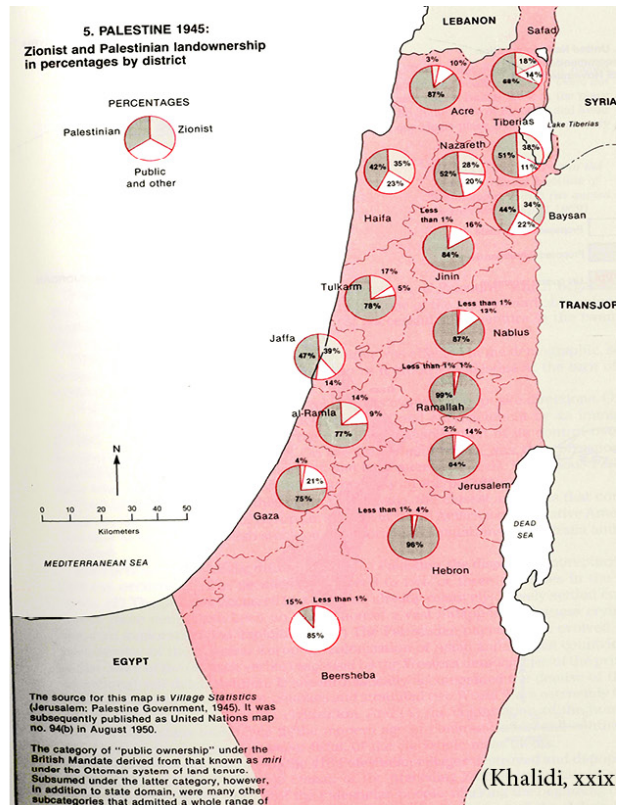 5. PALESTINE 1945:
Zionist and Palestinian landownership
in percentages by district
PERCENTAGES
Palestinian
Zionist
Public
and other
LEBANON
Safad
18%
14%
68%
3%
10%
87%
Acre
SYRIA
Tiberias
Lake Tiberias
38%
51%
11%
Nazareth
28%
52%
20%
42%
35%
23%
Haifa
34%
44%
22%
Baysan
Less
than 1%
16%
84%
Jinin
17%
Tulkarm
5%
78%
TRANSJOR
Less than 1%
13%
87%
Nablus
Jaffa
39%
47%
14%
Less than 1%
1%
99%
Ramallah
14%
al-Ramla
9%
77%
2%
14%
84%
Jerusalem
4%
21%
75%
Gaza
N
0 10 20 30 40 50
Kilometers
Less than 1%
4%
96%
Hebron
DEAD
SEA
MEDITERRANEAN SEA
15%
Less than 1%
85%
Beersheba
EGYPT
The source for this map is Village Statistics
(Jerusalem: Palestine Government, 1945). It was
subsequently published as United Nations map
no. 94(b) in August 1950.
The category of "public ownership" under the
British Mandate derived from that known as miri
under the Ottoman system of land tenure.
Subsumed under the latter category, however,
in addition to state domain, were many other
subcategories that admitted a whole range of
(Khalidi, xxix